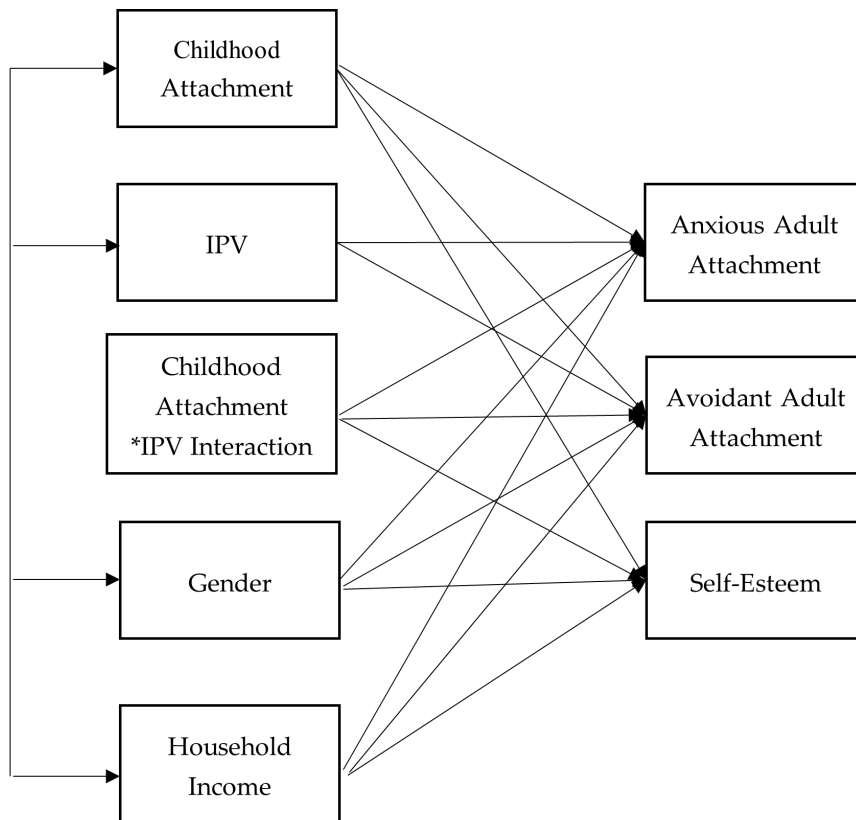 Childhood
Attachment
IPV
Childhood
Attachment
*IPV Interaction
Gender
Household
Income
Anxious Adult
Attachment
Avoidant Adult
Attachment
Self-Esteem